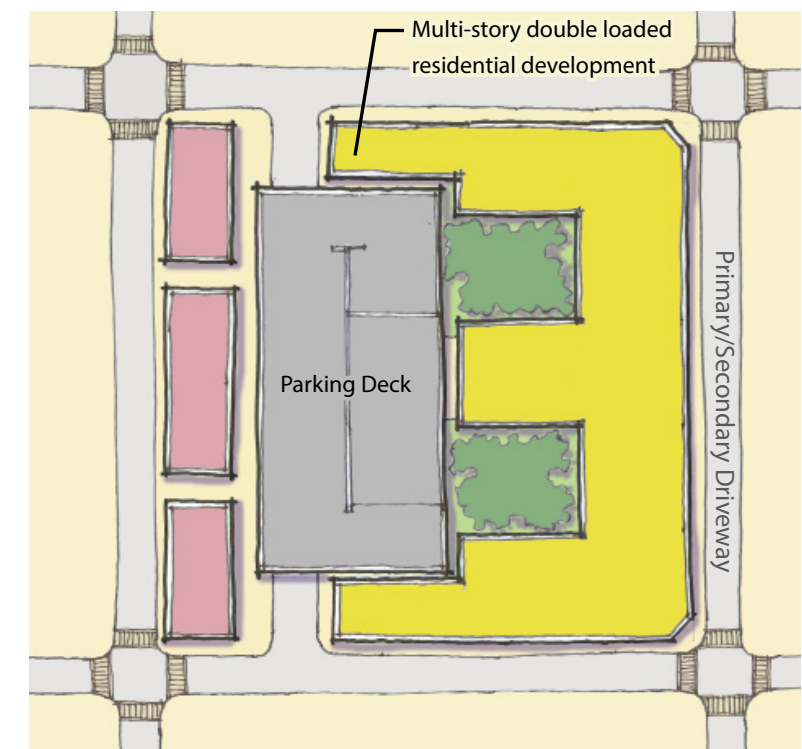 Multi-story double loaded
residential development
Parking Deck
Primary/Secondary Driveway